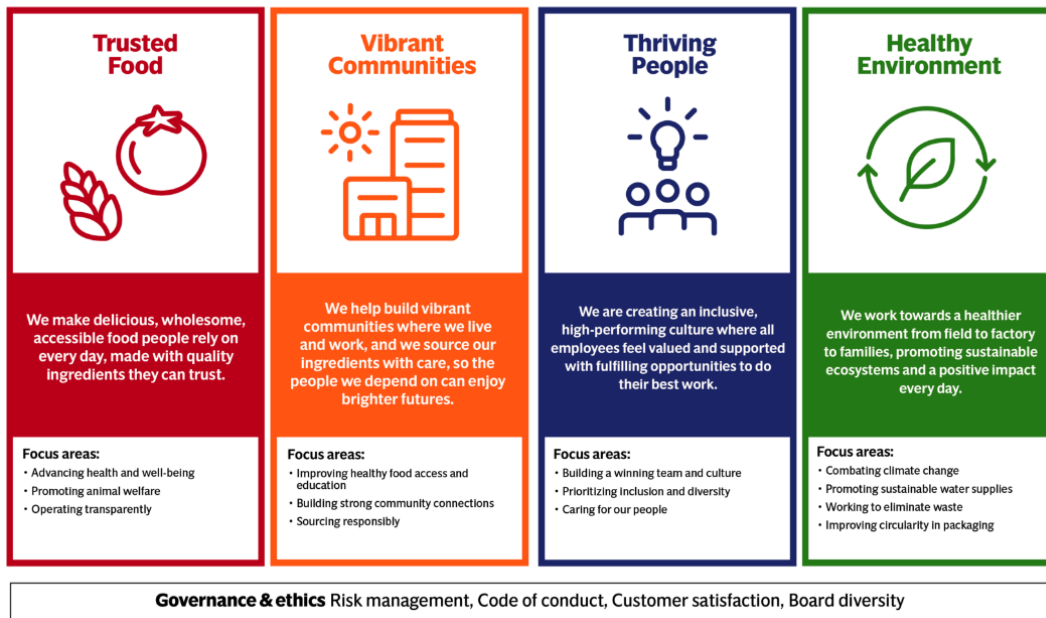 Trusted
Food
We make delicious, wholesome,
accessible food people rely on
every day, made with quality
ingredients they can trust.
Focus areas:
• Advancing health and well-being
• Promoting animal welfare
• Operating transparently
Vibrant
Communities
We help build vibrant
communities where we live
and work, and we source our
ingredients with care, so the
people we depend on can enjoy
brighter futures.
Focus areas:
• Improving healthy food access and
education
• Building strong community connections
• Sourcing responsibly
Thriving
People
We are creating an inclusive,
high-performing culture where all
employees feel valued and supported
with fulfilling opportunities to do
their best work.
Focus areas:
• Building a winning team and culture
• Prioritizing inclusion and diversity
• Caring for our people
Healthy
Environment
We work towards a healthier
environment from field to factory
to families, promoting sustainable
ecosystems and a positive impact
every day.
Focus areas:
• Combating climate change
• Promoting sustainable water supplies
• Working to eliminate waste
• Improving circularity in packaging
Governance & ethics Risk management, Code of conduct, Customer satisfaction, Board diversity